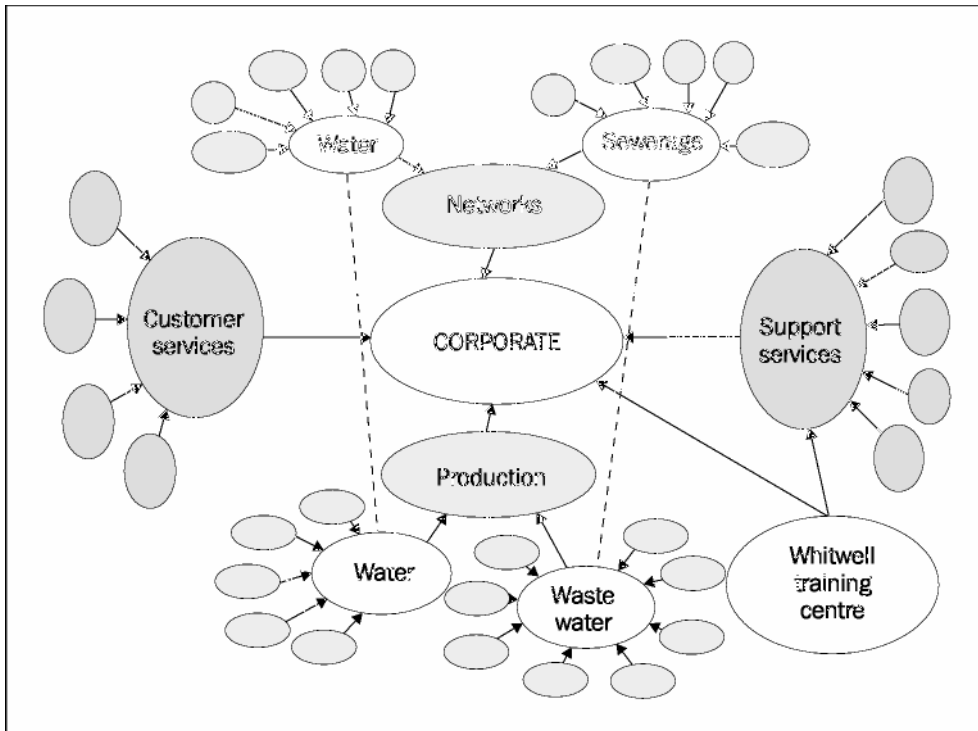 Water
Sewerage
Networks
Customer
services
CORPORATE
Support
services
Production
Water
Waste
water
Whitwell
training
centre